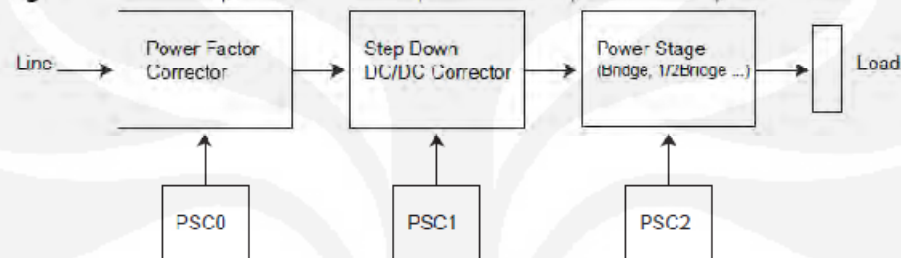 Line
Power Factor
Corrector
Step Down
DC/DC Corrector
Power Stage
(Bridge, 1/2Bridge ...)
Load
PSC0
PSC1
PSC2